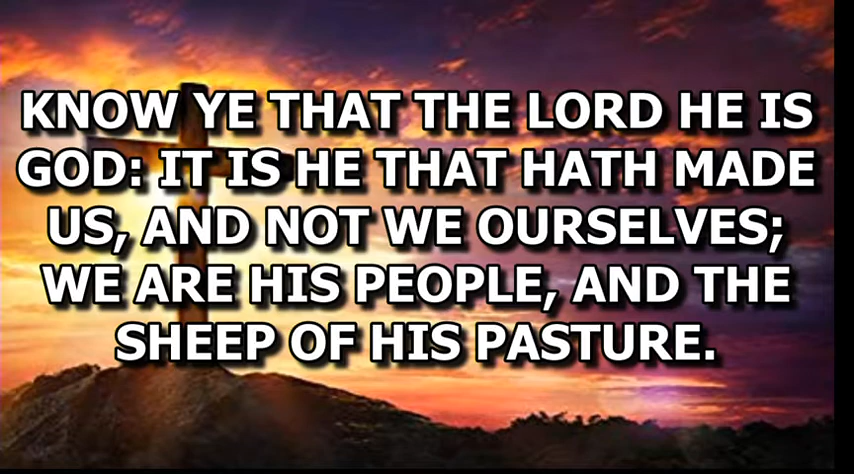 KNOW YE THAT THE LORD HE IS
GOD: IT IS HE THAT HATH MADE
US, AND NOT WE OURSELVES;
WE ARE HIS PEOPLE, AND THE
SHEEP OF HIS PASTURE.